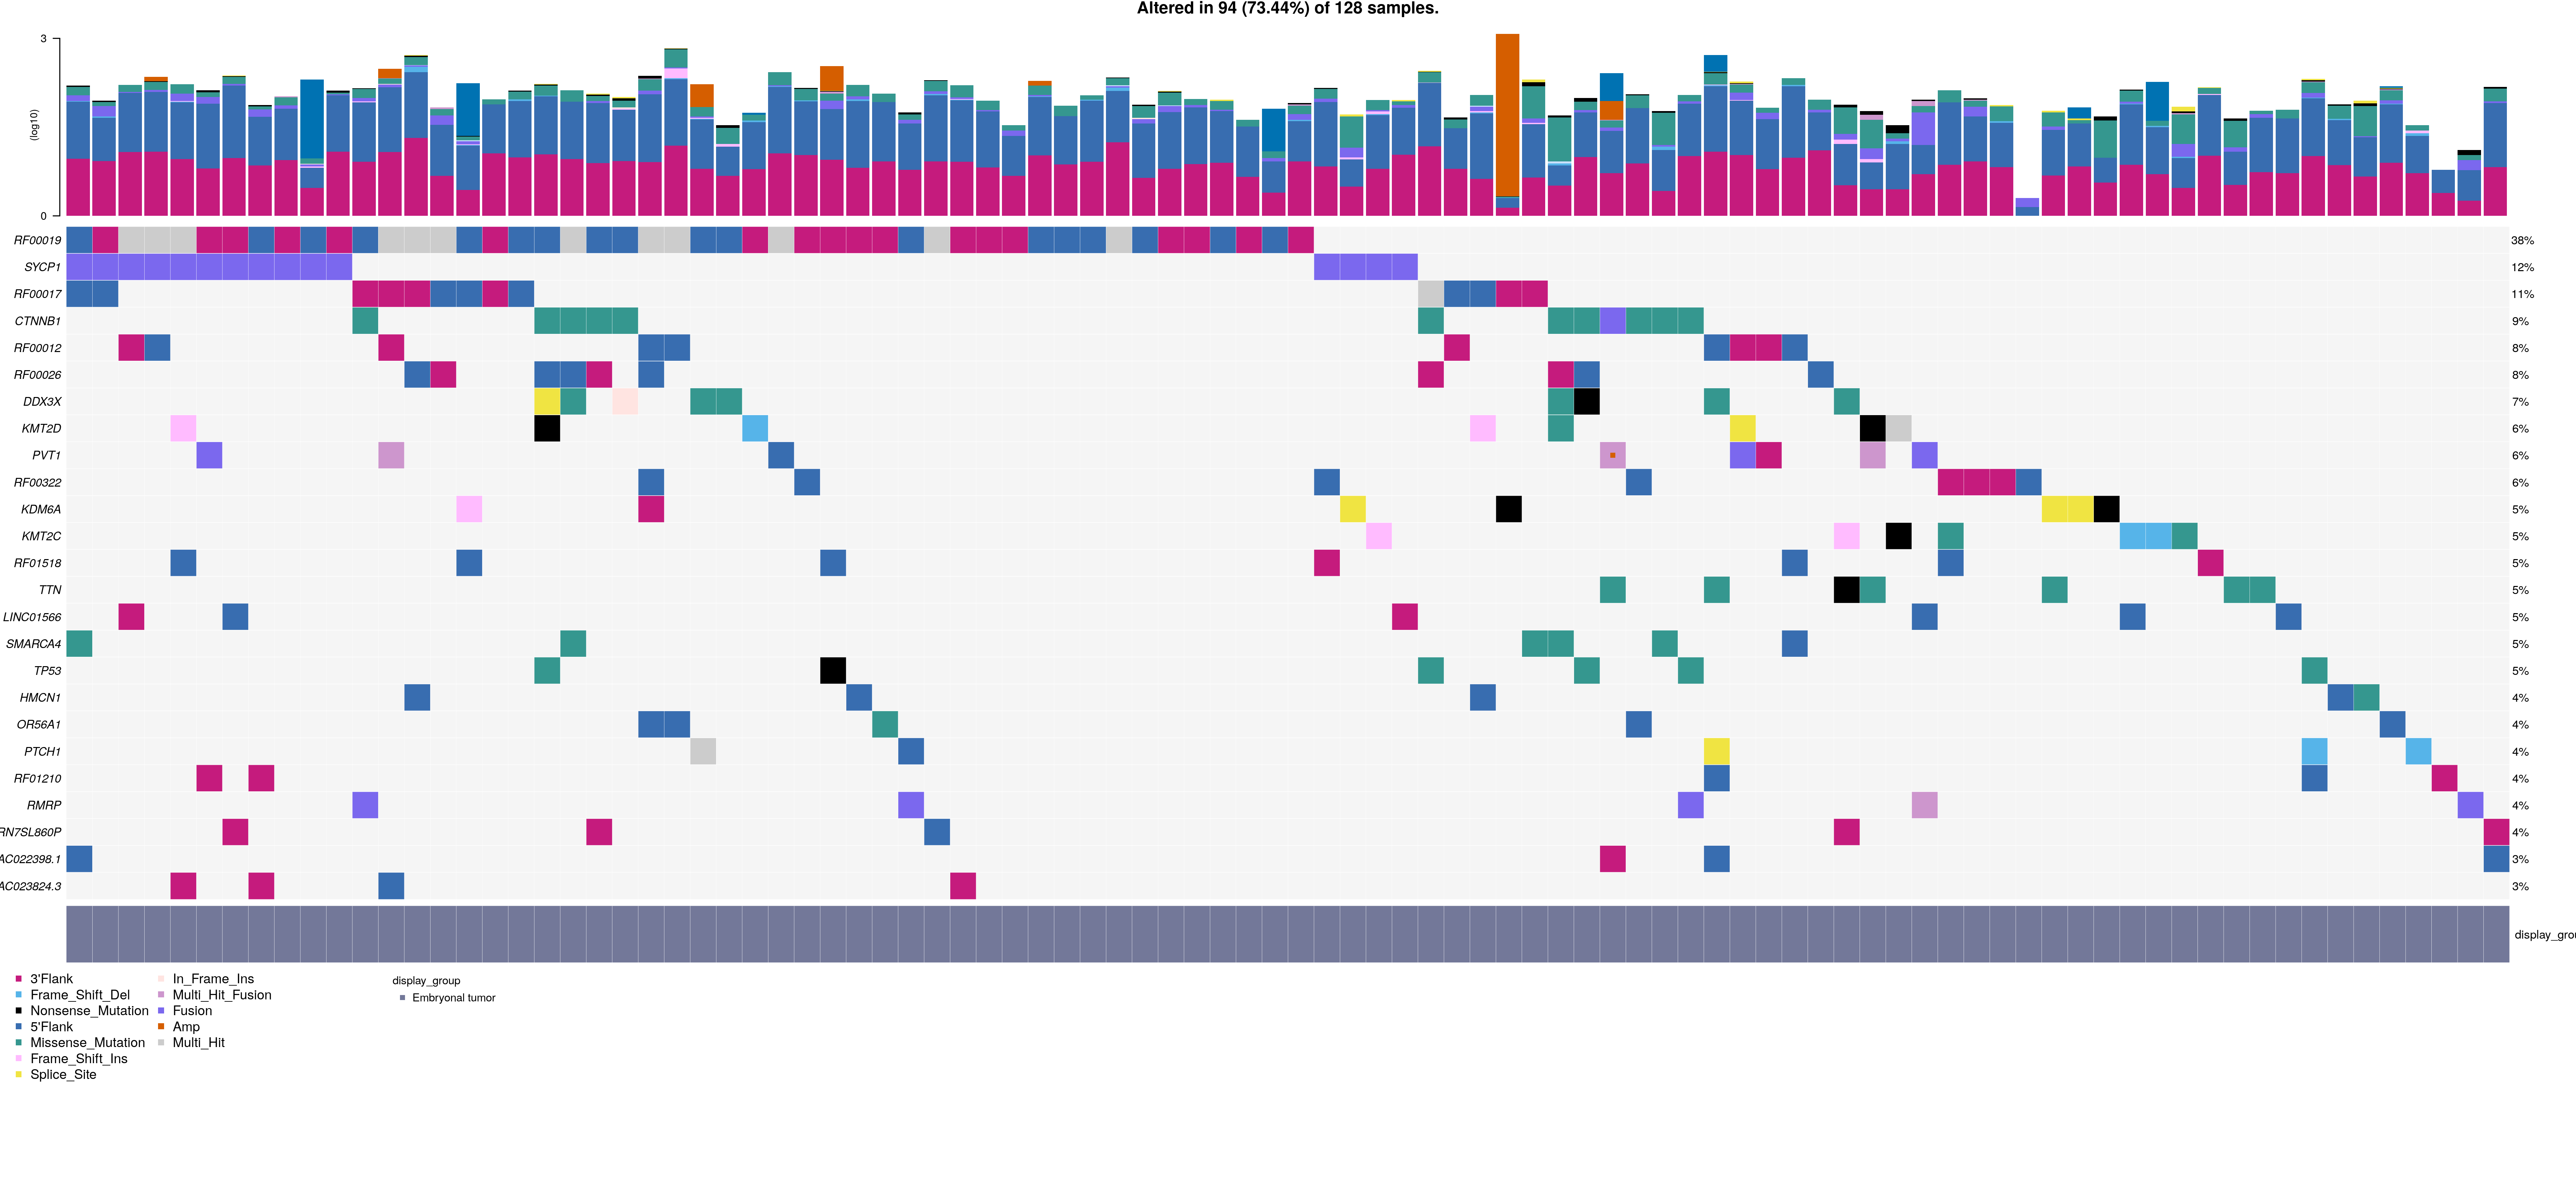 Altered in 94 (73.44%) of 128 samples.
3
(log10)
0
RF00019 38%
SYCP1 12%
RF00017 11%
CTNNB1 9%
RF00012 8%
RF00026 8%
DDX3X 7%
KMT2D 6%
PVT1 6%
RF00322 6%
KDM6A 5%
KMT2C 5%
RF01518 5%
TTN 5%
LINC01566 5%
SMARCA4 5%
TP53 5%
HMCN1 4%
OR56A1 4%
PTCH1 4%
RF01210 4%
RMRP 4%
RN7SL860P 4%
AC022398.1 3%
AC023824.3 3%
display_grou
3'Flank
Frame_Shift_Del
Nonsense_Mutation
5'Flank
Missense_Mutation
Frame_Shift_Ins
Splice_Site
In_Frame_Ins
Multi_Hit_Fusion
Fusion
Amp
Multi_Hit
display_group
Embryonal tumor